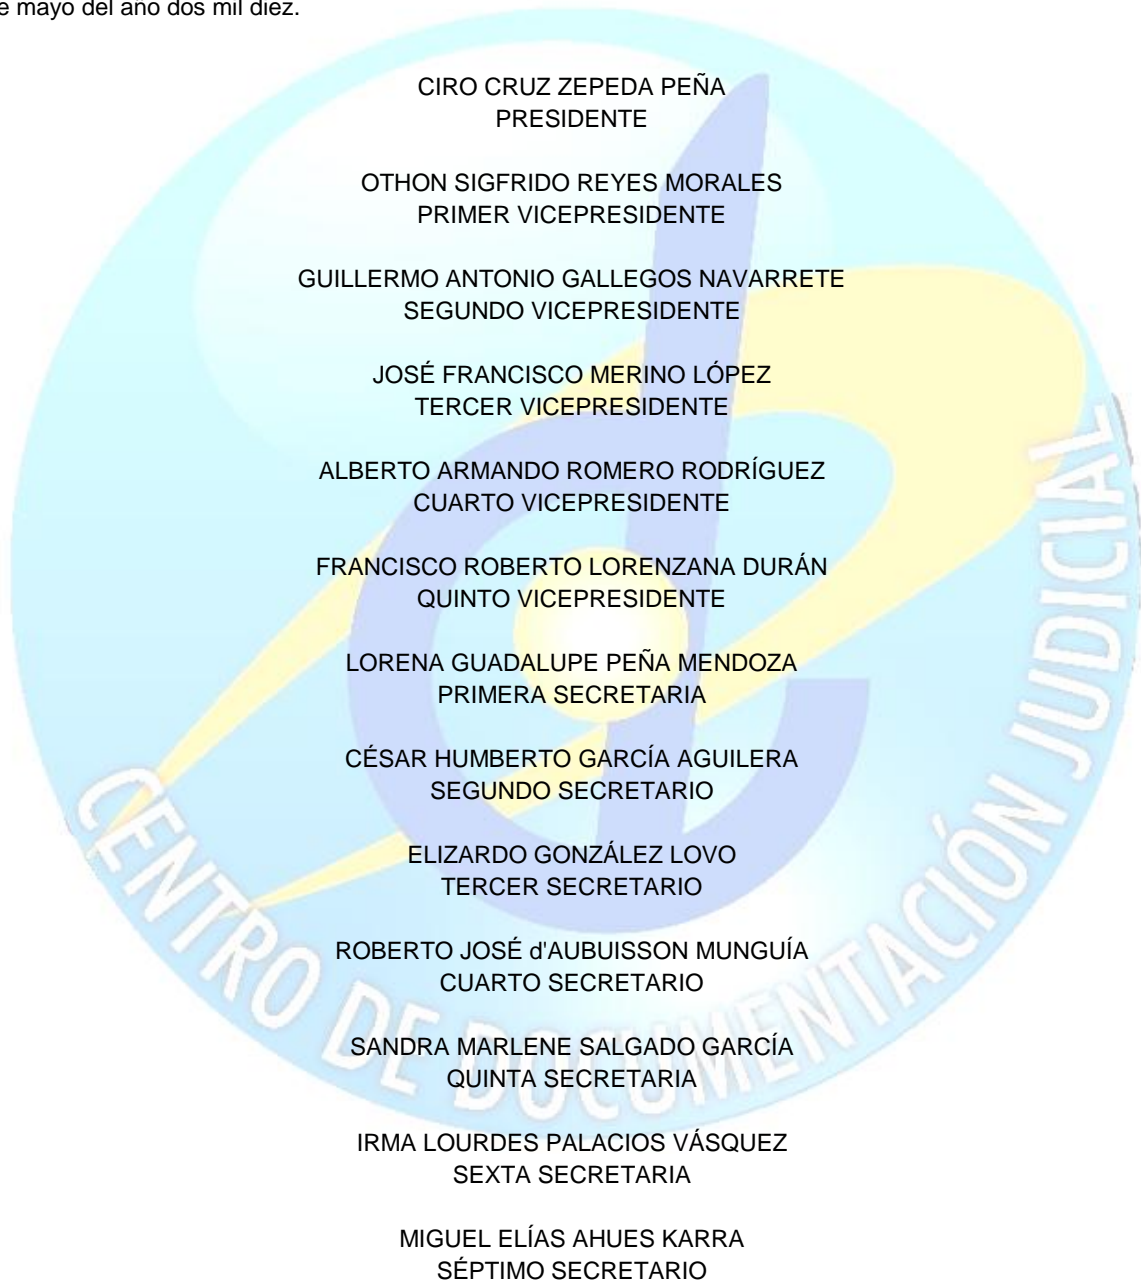 e mayo del año dos mil diez.
CIRO CRUZ ZEPEDA PEÑA
PRESIDENTE
OTHON SIGFRIDO REYES MORALES
PRIMER VICEPRESIDENTE
GUILLERMO ANTONIO GALLEGOS NAVARRETE
SEGUNDO VICEPRESIDENTE
JOSÉ FRANCISCO MERINO LÓPEZ
TERCER VICEPRESIDENTE
ALBERTO ARMANDO ROMERO RODRÍGUEZ
CUARTO VICEPRESIDENTE
FRANCISCO ROBERTO LORENZANA DURÁN
QUINTO VICEPRESIDENTE
LORENA GUADALUPE PEÑA MENDOZA
PRIMERA SECRETARIA
CÉSAR HUMBERTO GARCÍA AGUILERA
SEGUNDO SECRETARIO
ELIZARDO GONZÁLEZ LOVO
TERCER SECRETARIO
ROBERTO JOSÉ d'AUBUISSON MUNGUÍA
CUARTO SECRETARIO
SANDRA MARLENE SALGADO GARCÍA
QUINTA SECRETARIA
IRMA LOURDES PALACIOS VÁSQUEZ
SEXTA SECRETARIA
MIGUEL ELÍAS AHUES KARRA
SÉPTIMO SECRETARIO
CENTRO DE DOCUMENTACIÓN JUDICIAL